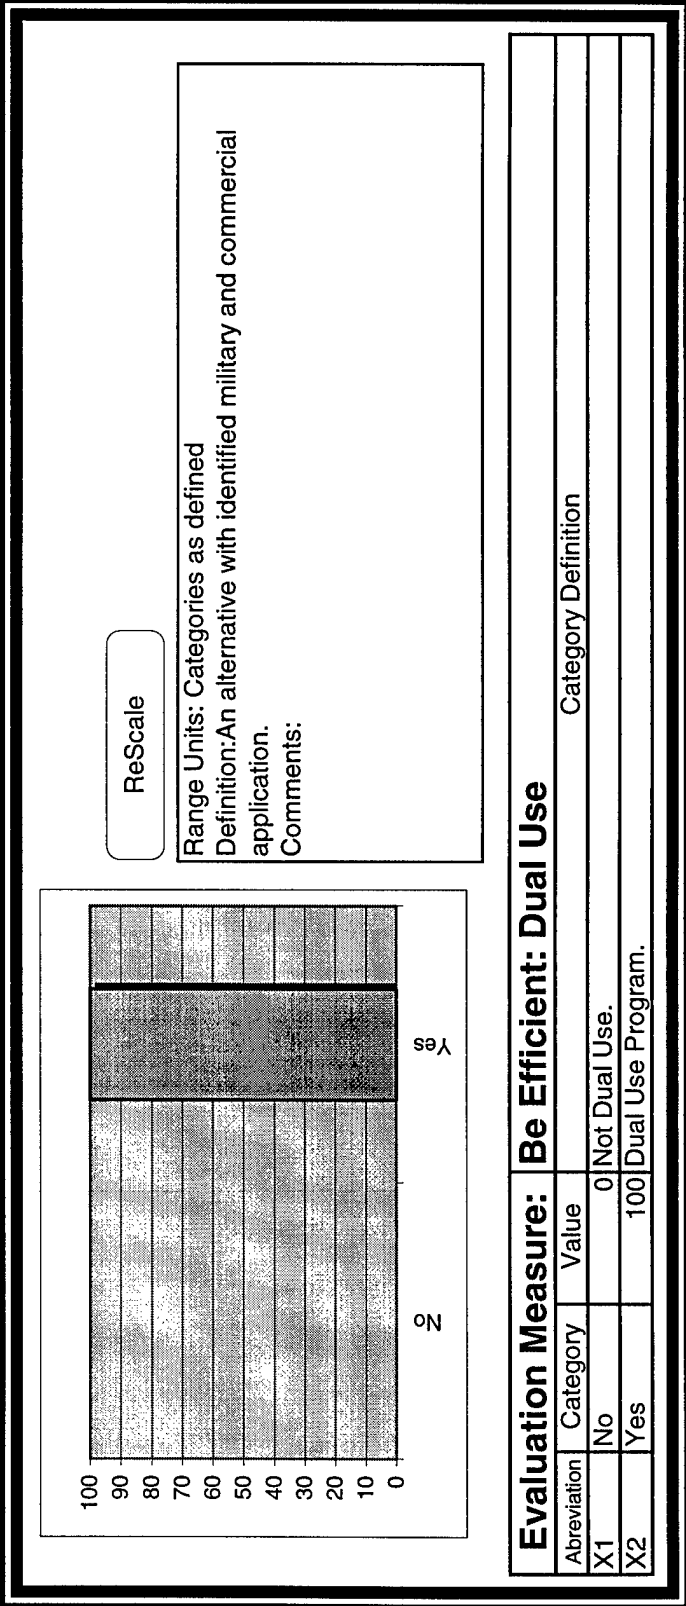 100
90
80
70
60
50
40
30
20
10
0
No
Yes
ReScale
Range Units: Categories as defined
Definition:An alternative with identified military and commercial
application.
Comments:
Evaluation Measure: Be Efficient: Dual Use
Abreviation Category Value Category Definition
X1 No 0 Not Dual Use.
X2 Yes 100 Dual Use Program.